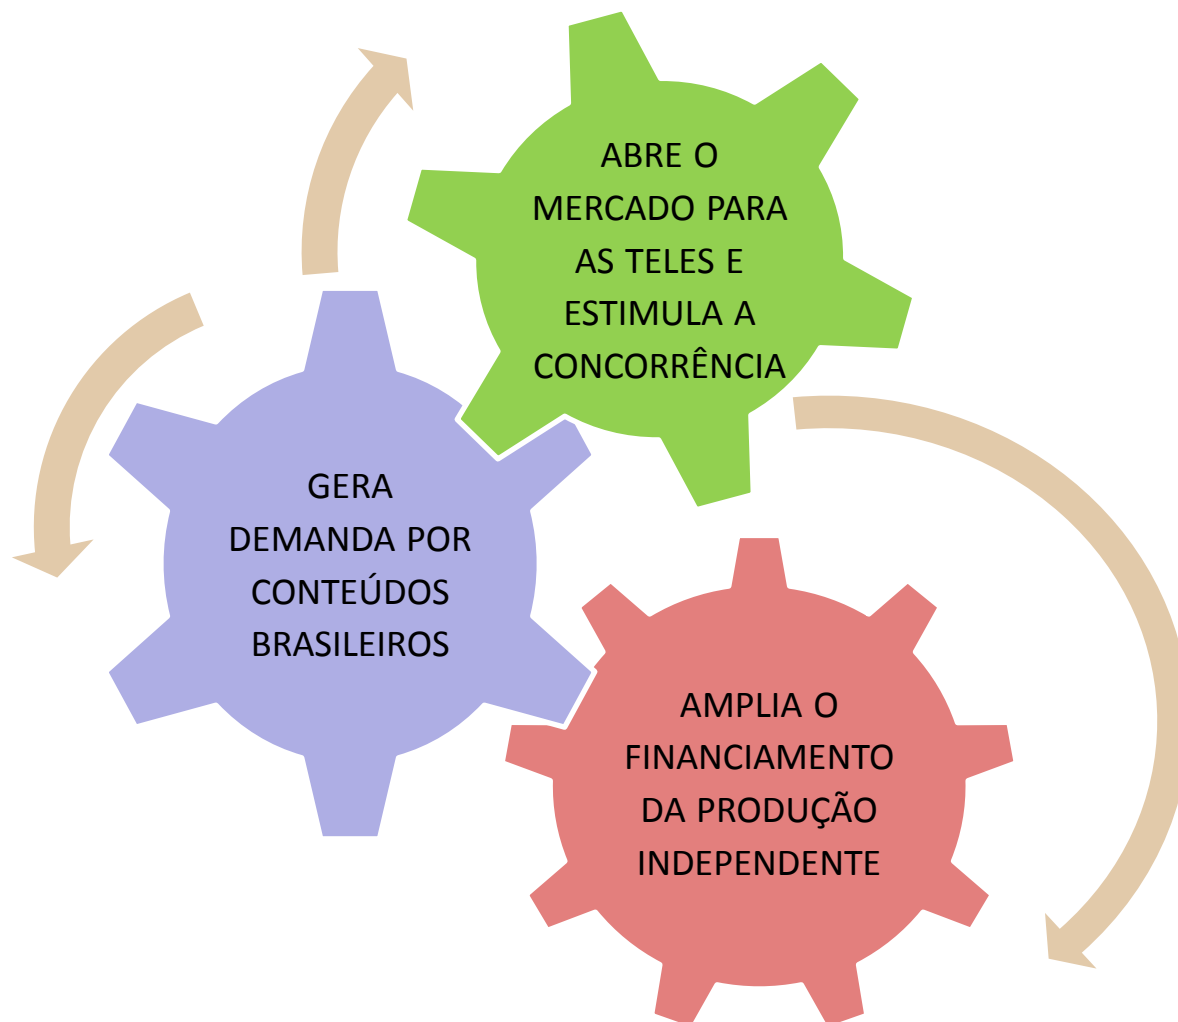 ABRE O
MERCADO PARA
AS TELES E
ESTIMULA A
CONCORRÊNCIA
GERA
DEMANDA POR
CONTEÚDOS
BRASILEIROS
AMPLIA O
FINANCIAMENTO
DA PRODUÇÃO
INDEPENDENTE